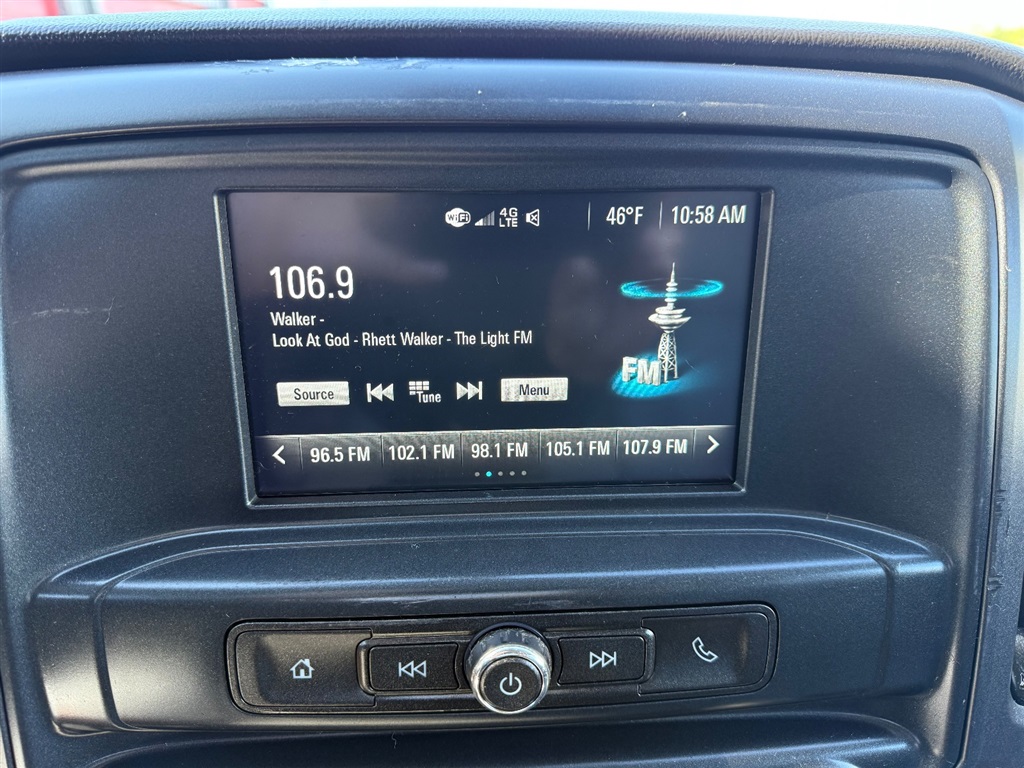 WiFi 4G LTE 46°F 10:58 AM
106.9
Walker -
Look At God - Rhett Walker - The Light FM
FM
Source Tune Menu
96.5 FM 102.1 FM 98.1 FM 105.1 FM 107.9 FM